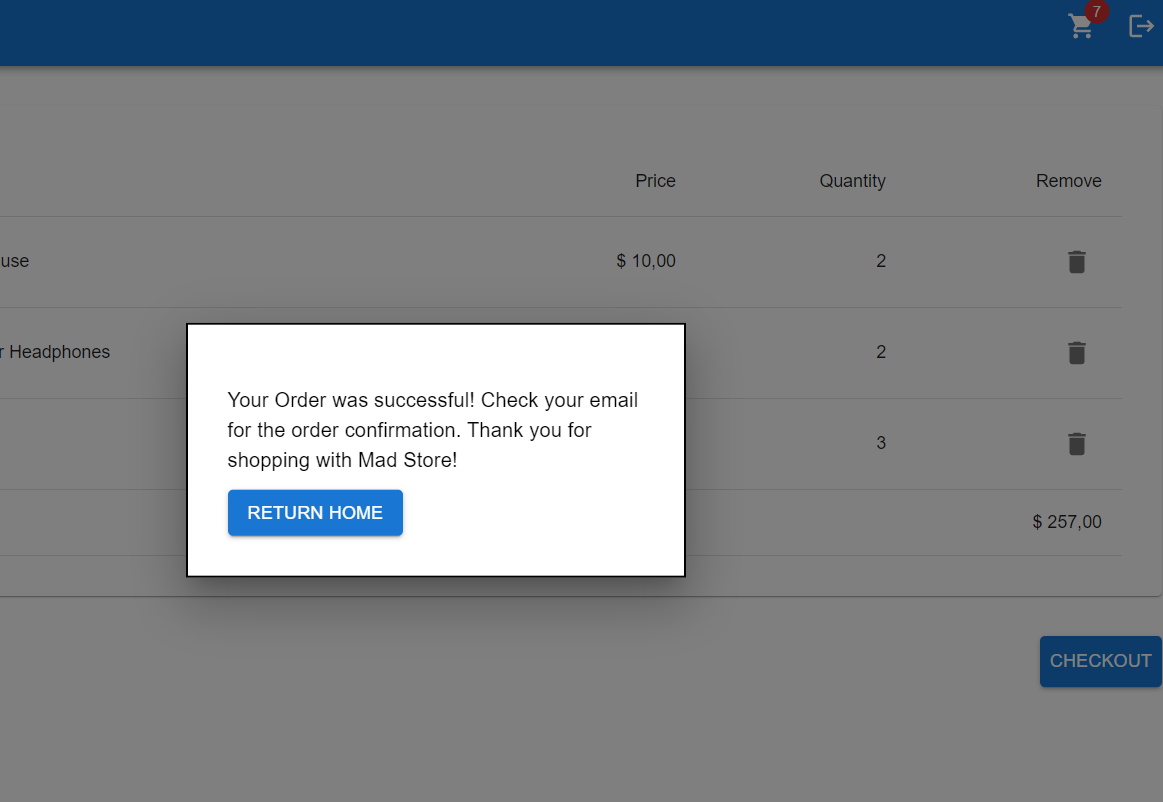 7
Price Quantity Remove
use $ 10,00 2
r Headphones 2
3
Your Order was successful! Check your email
for the order confirmation. Thank you for
shopping with Mad Store!
RETURN HOME
$ 257,00
CHECKOUT